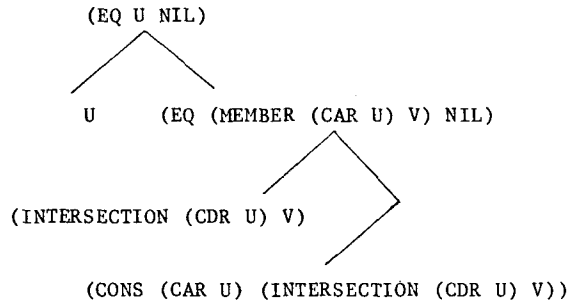 (EQ U NIL)
U (EQ (MEMBER (CAR U) V) NIL)
(INTERSECTION (CDR U) V)
(CONS (CAR U) (INTERSECTION (CDR U) V))